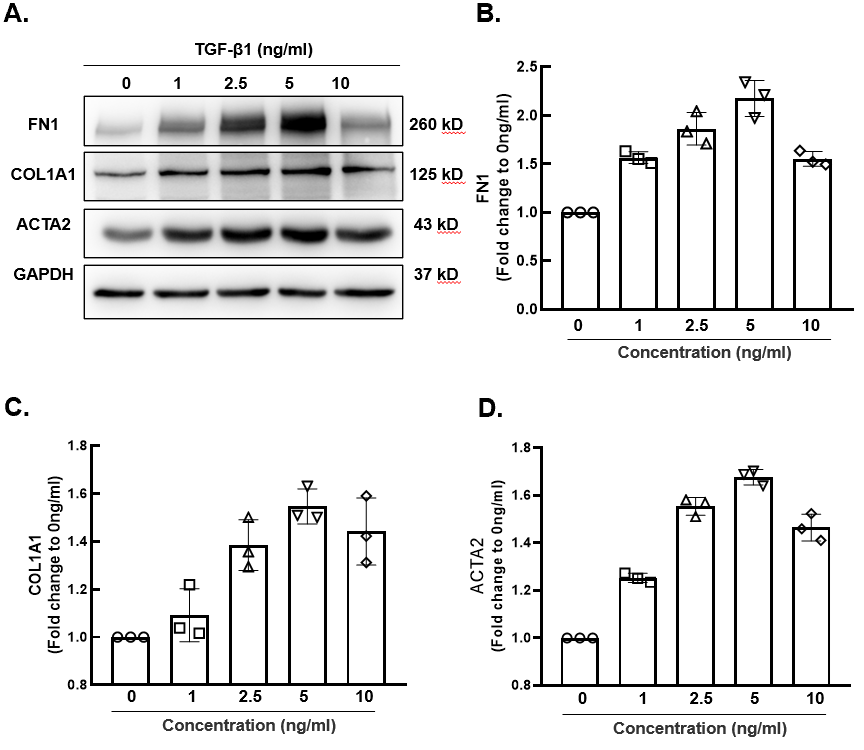 A.
TGF-β1 (ng/ml)
0 1 2.5 5 10
FN1 260 kD
COL1A1 125 kD
ACTA2 43 kD
GAPDH 37 kD
B.
FN1
(Fold change to 0ng/ml)
2.5
2.0
1.5
1.0
0.5
0.0
0 1 2.5 5 10
Concentration (ng/ml)
C.
COL1A1
(Fold change to 0ng/ml)
1.8
1.6
1.4
1.2
1.0
0.8
0 1 2.5 5 10
Concentration (ng/ml)
D.
ACTA2
(Fold change to 0ng/ml)
1.8
1.6
1.4
1.2
1.0
0.8
0 1 2.5 5 10
Concentration (ng/ml)